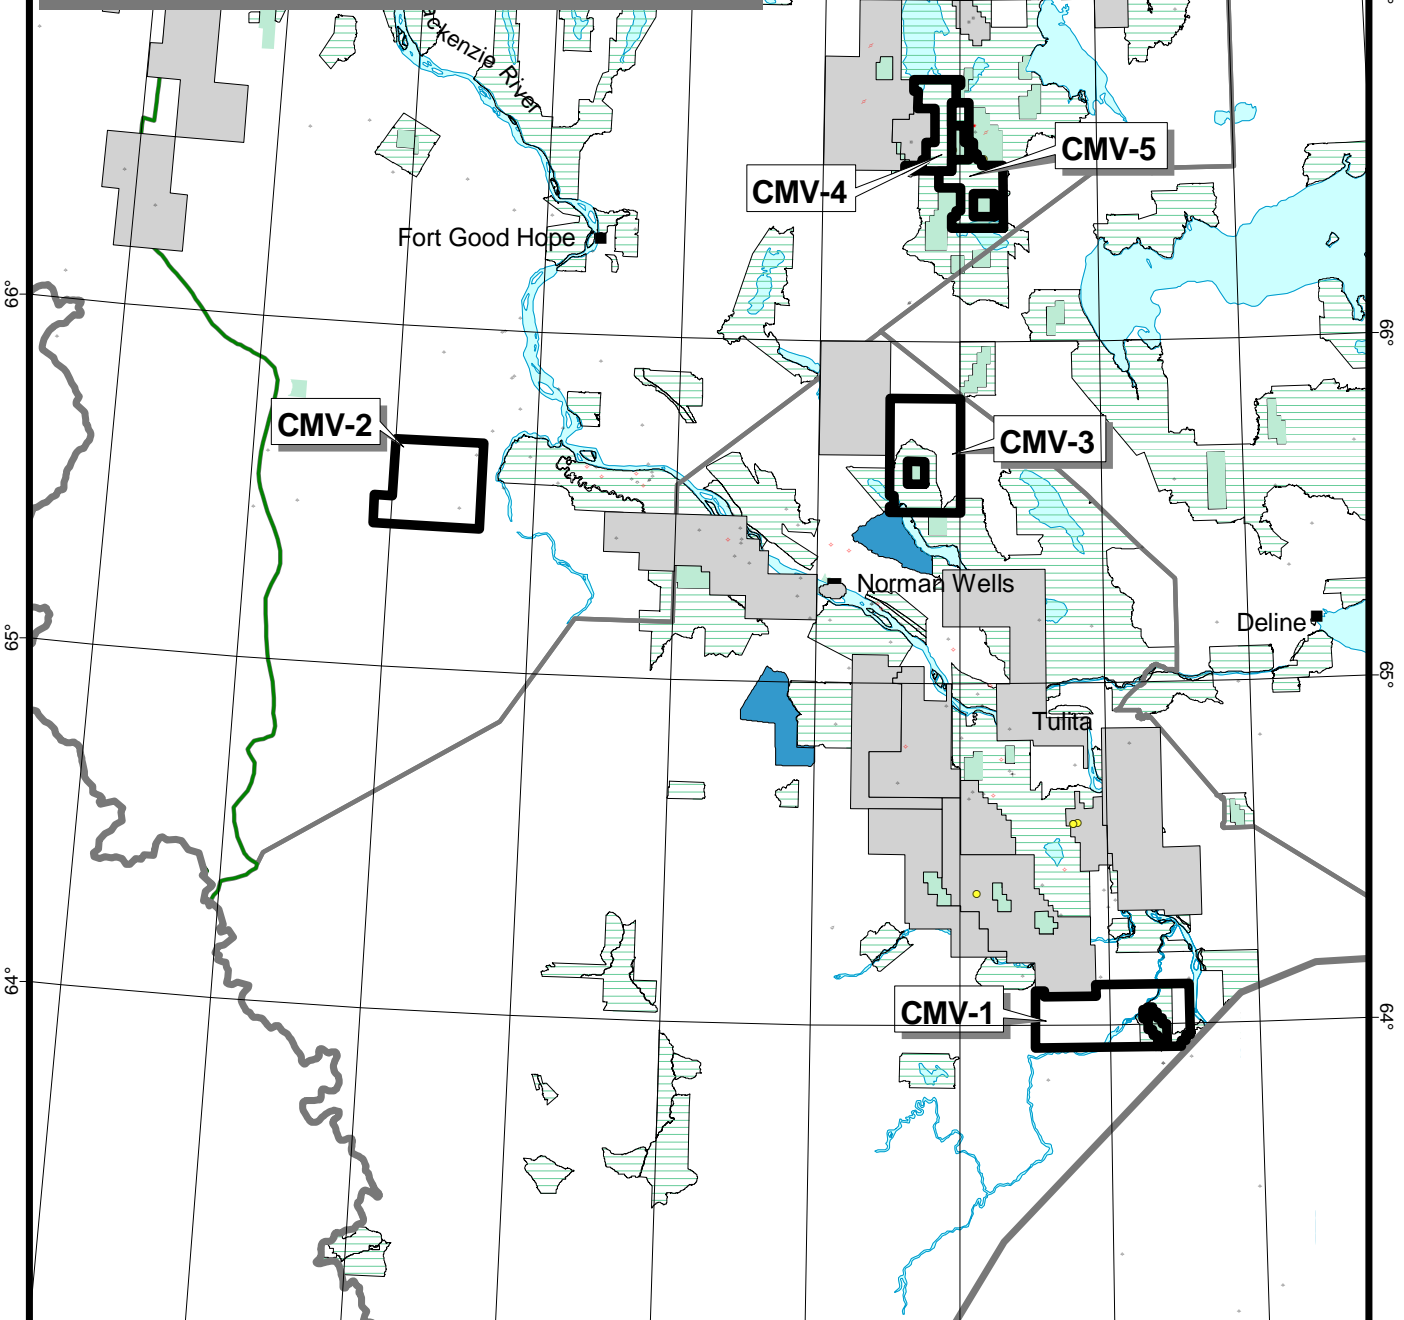 ackenzie River
CMV-5
CMV-4
Fort Good Hope
66°
66°
CMV-2
CMV-3
Norman Wells
Deline
65°
65°
Tulita
64°
CMV-1
64°